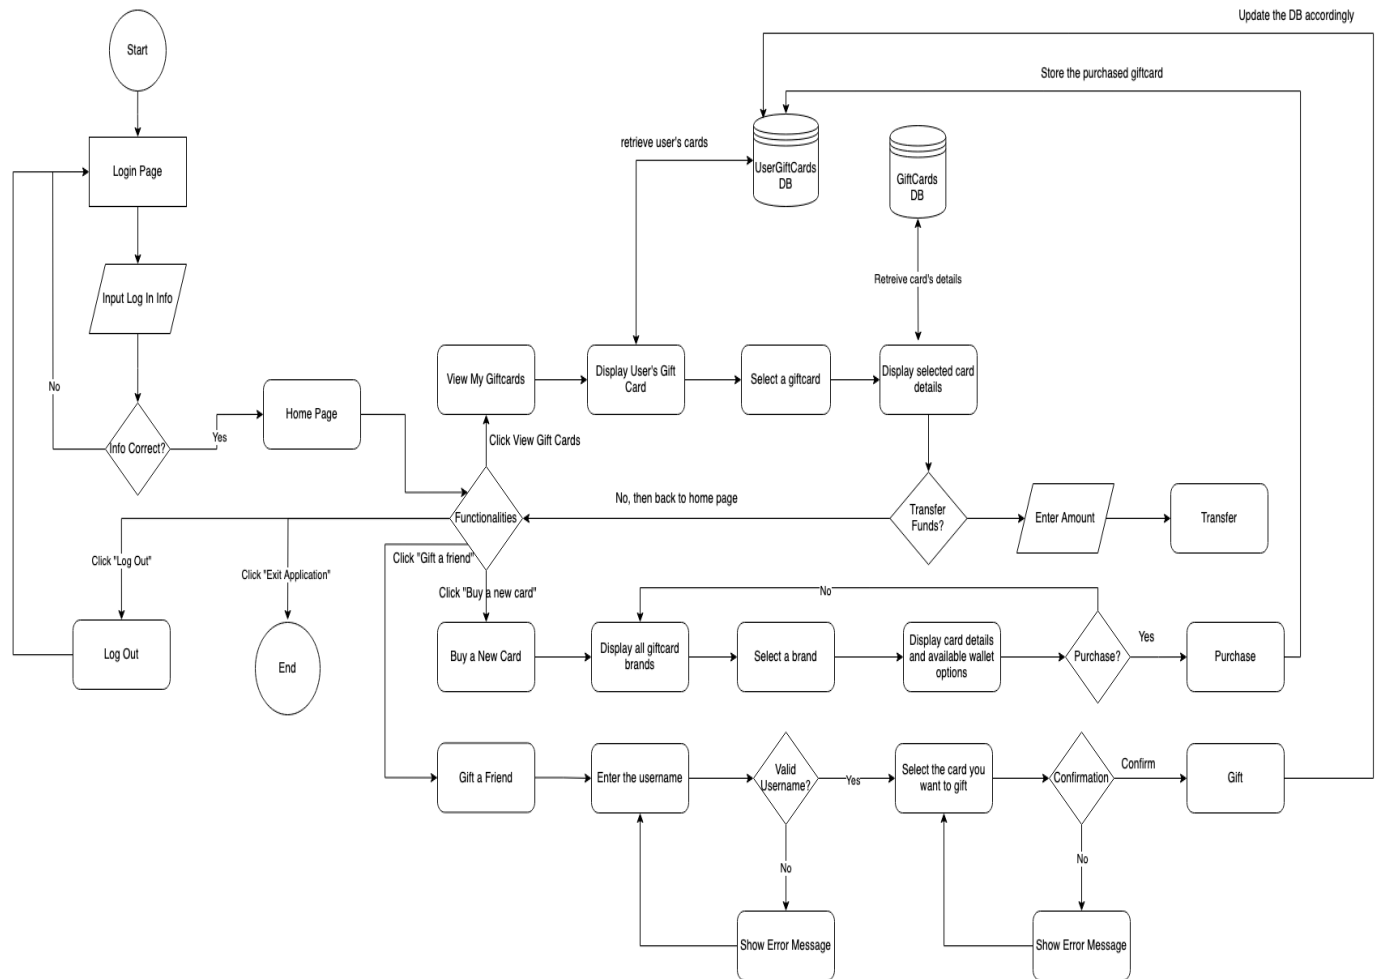 Update the DB accordingly
Start
Store the purchased giftcard
retrieve user's cards
UserGiftCards
DB
GiftCards
DB
Login Page
Retreive card's details
Input Log In Info
View My Giftcards
Display User's Gift
Card
Select a giftcard
Display selected card
details
No
Home Page
Yes
Info Correct?
Click View Gift Cards
No, then back to home page
Functionalities
Transfer
Funds?
Enter Amount
Transfer
Click "Log Out"
Click "Exit Application"
Click "Gift a friend"
Click "Buy a new card"
No
Log Out
End
Buy a New Card
Display all giftcard
brands
Select a brand
Display card details
and available wallet
options
Purchase?
Yes
Purchase
Gift a Friend
Enter the username
Valid
Username?
Yes
Select the card you
want to gift
Confirmation
Confirm
Gift
No
No
Show Error Message
Show Error Message